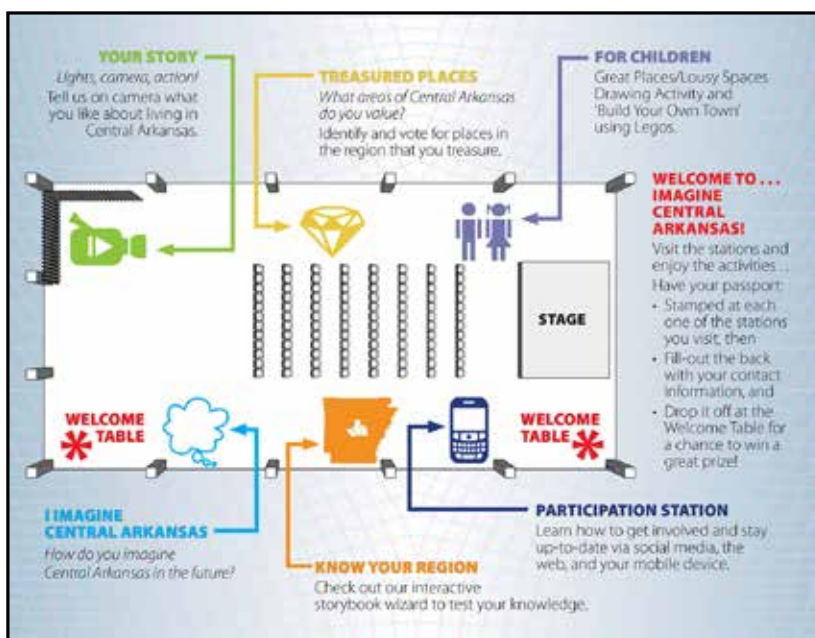 YOUR STORY
Lights, camera, action!
Tell us on camera what
you like about living in
Central Arkansas.
TREASURED PLACES
What areas of Central Arkansas
do you value?
Identify and vote for places in
the region that you treasure.
FOR CHILDREN
Great Places/Lousy Spaces
Drawing Activity and
'Build Your Own Town'
using Legos.
WELCOME TO . . .
IMAGINE
CENTRAL
ARKANSAS!
Visit the stations and
enjoy the activities . . .
Have your passport:
• Stamped at each
one of the stations
you visit, then
• Fill-out the back
with your contact
information, and
• Drop it off at the
Welcome Table for
a chance to win a
great prize!
STAGE
WELCOME
TABLE
WELCOME
TABLE
I IMAGINE
CENTRAL ARKANSAS
How do you imagine
Central Arkansas in the future?
KNOW YOUR REGION
Check out our interactive
storybook wizard to test your knowledge.
PARTICIPATION STATION
Learn how to get involved and stay
up-to-date via social media, the
web, and your mobile device.